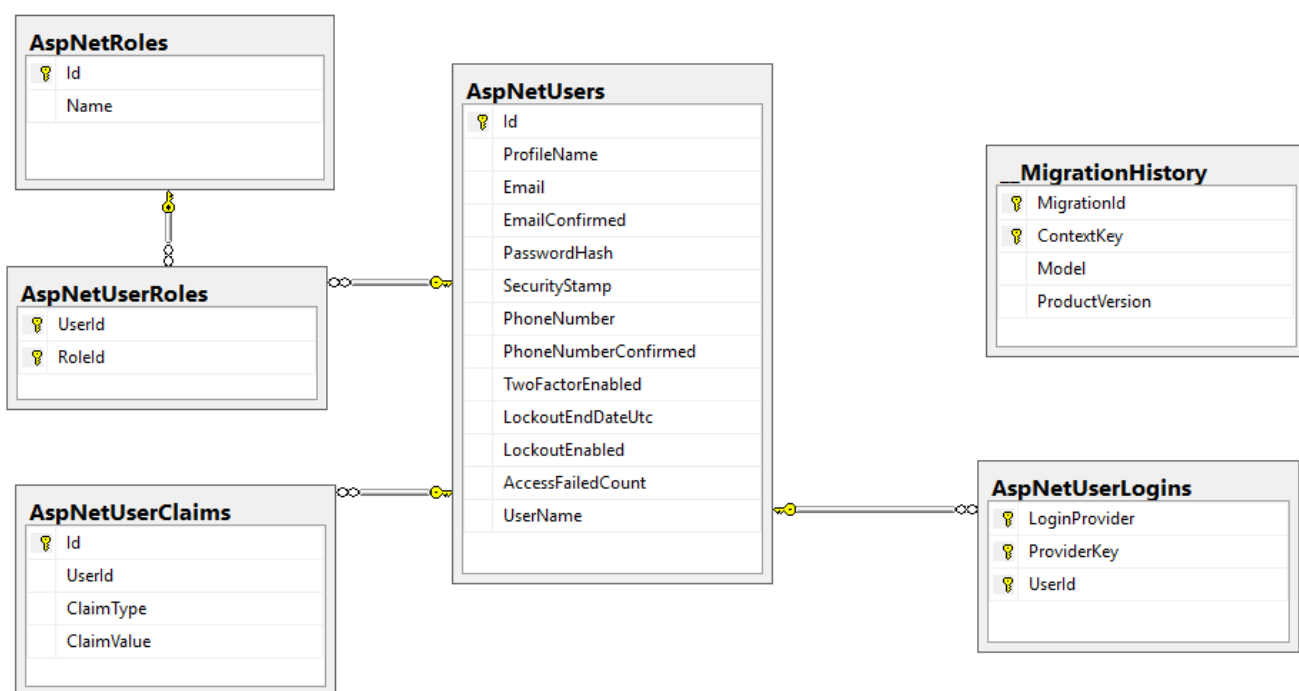 AspNetRoles
Id
Name
AspNetUserRoles
UserId
RoleId
AspNetUserClaims
Id
UserId
ClaimType
ClaimValue
AspNetUsers
Id
ProfileName
Email
EmailConfirmed
PasswordHash
SecurityStamp
PhoneNumber
PhoneNumberConfirmed
TwoFactorEnabled
LockoutEndDateUtc
LockoutEnabled
AccessFailedCount
UserName
__MigrationHistory
MigrationId
ContextKey
Model
ProductVersion
AspNetUserLogins
LoginProvider
ProviderKey
UserId